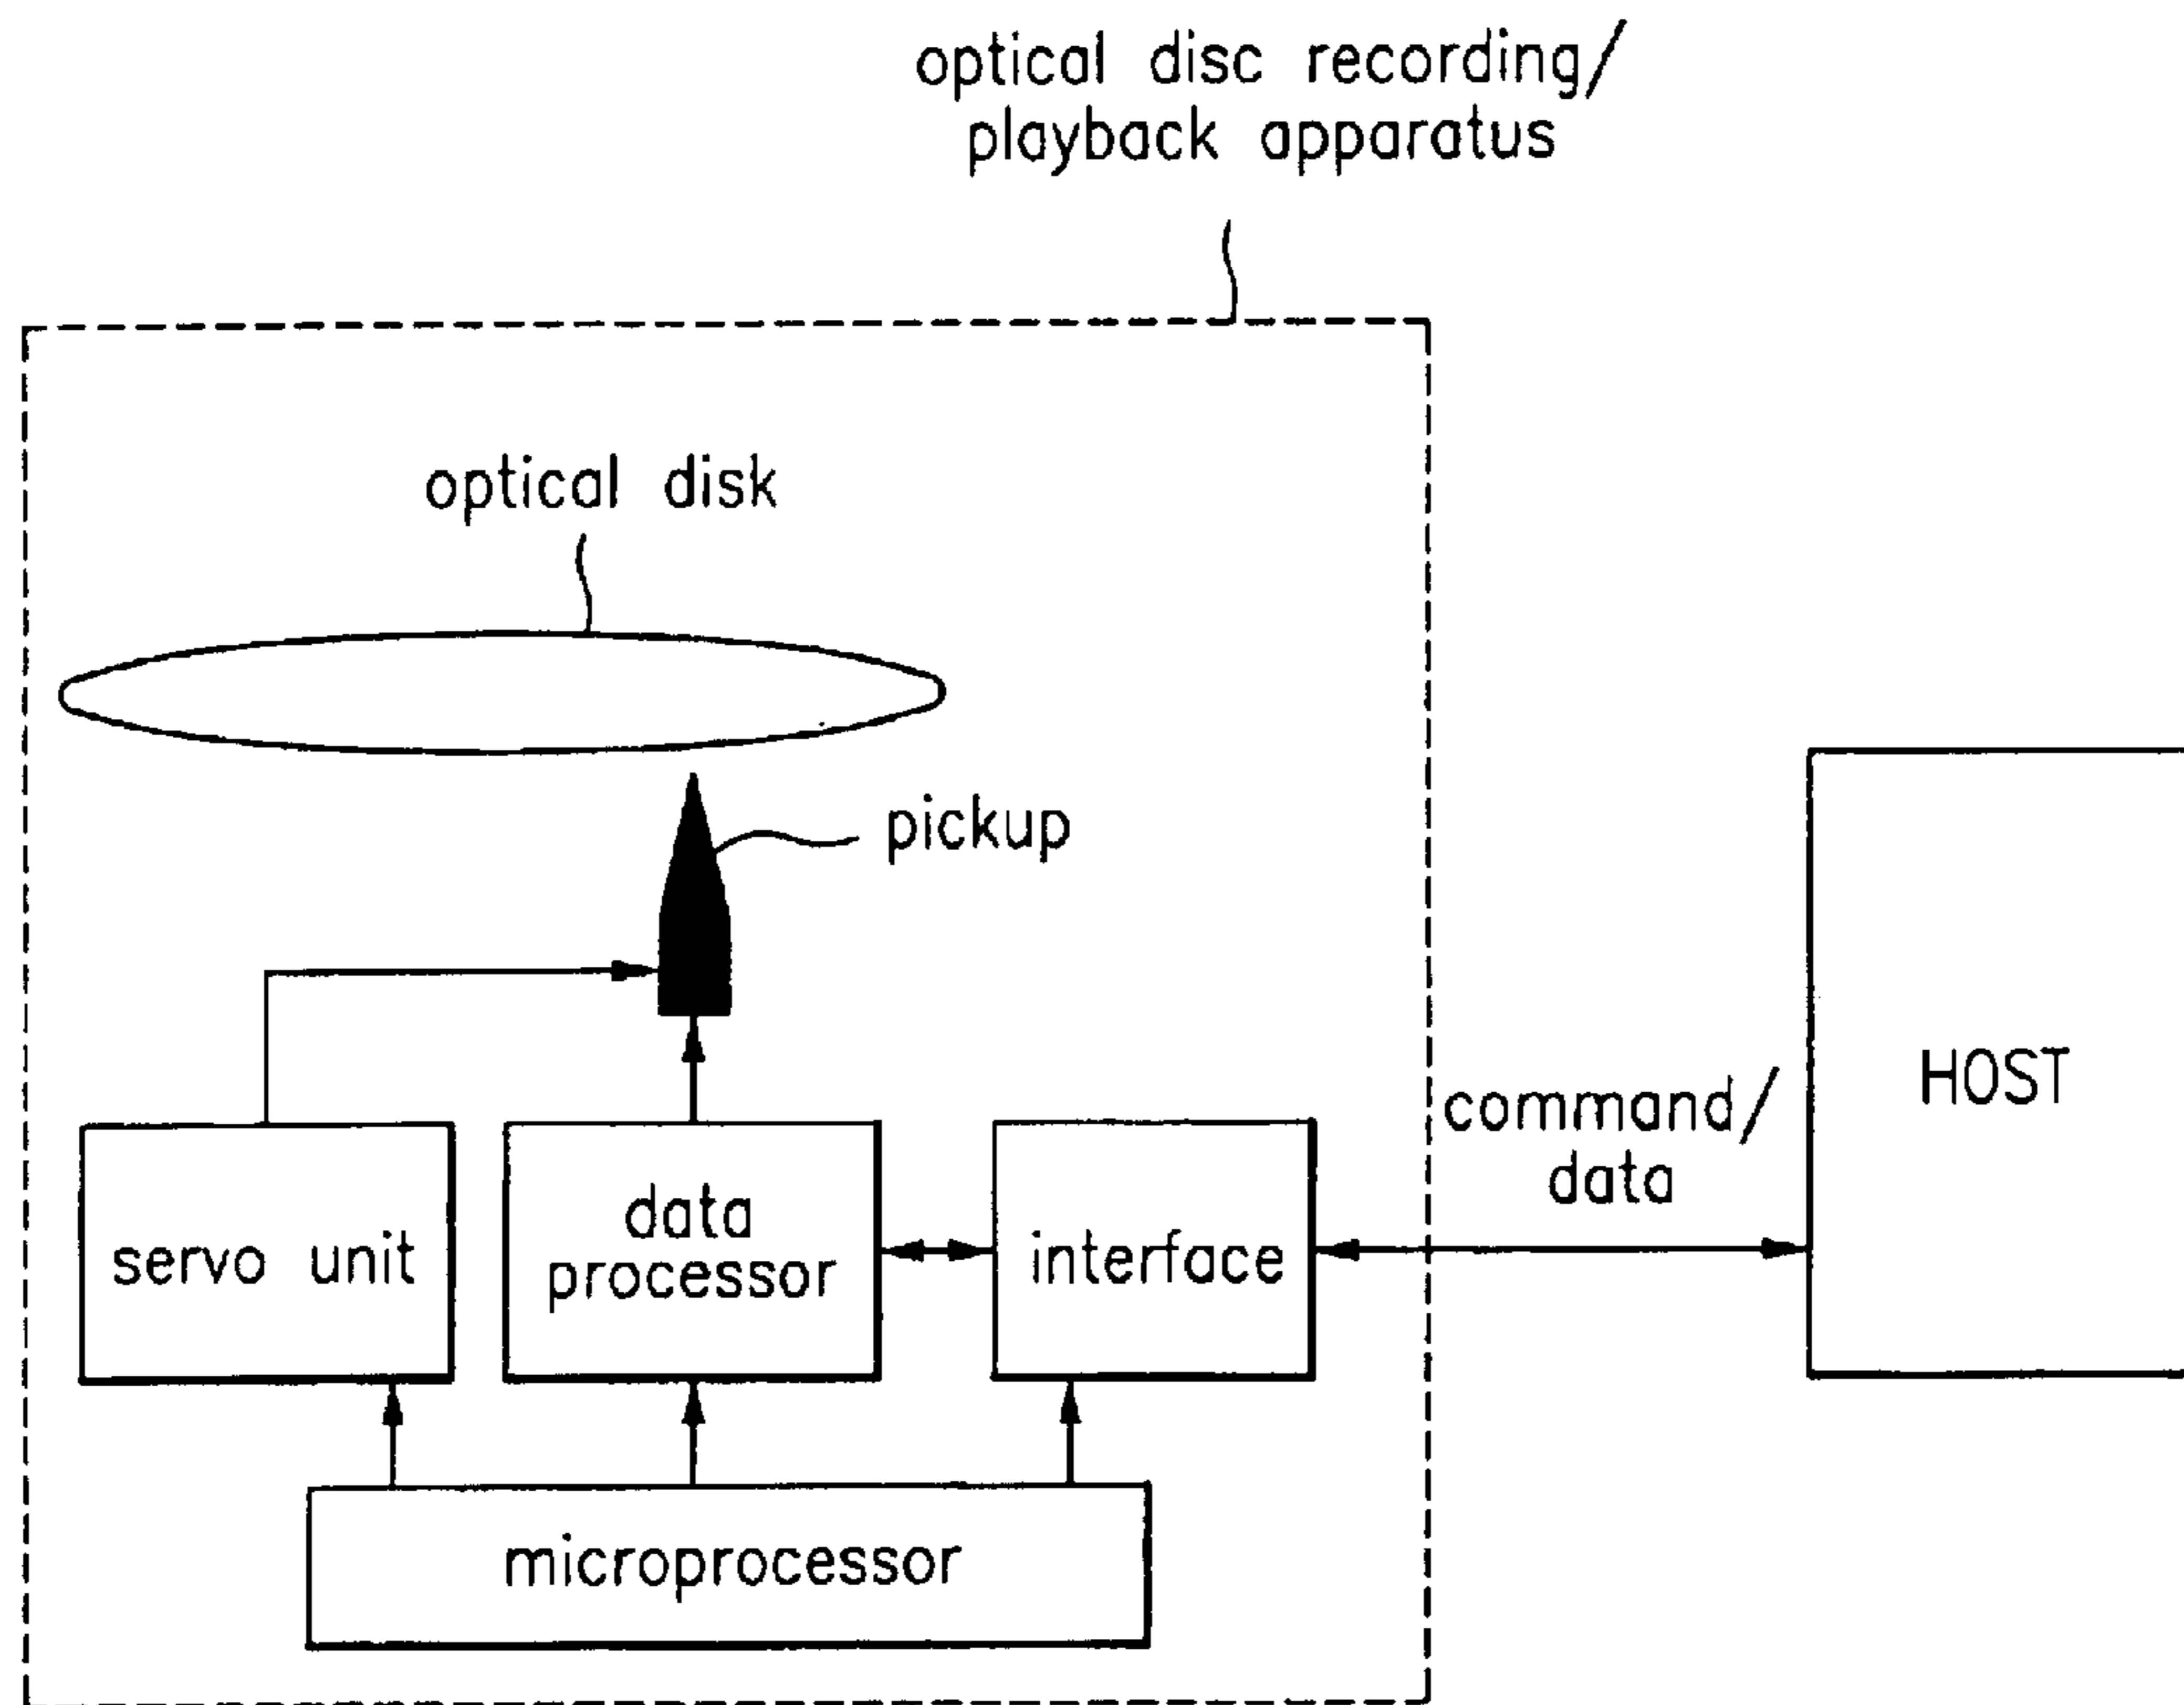 optical disc recording/
playback apparatus
optical disk
pickup
HOST
command/
data
servo unit
data
processor
interface
microprocessor